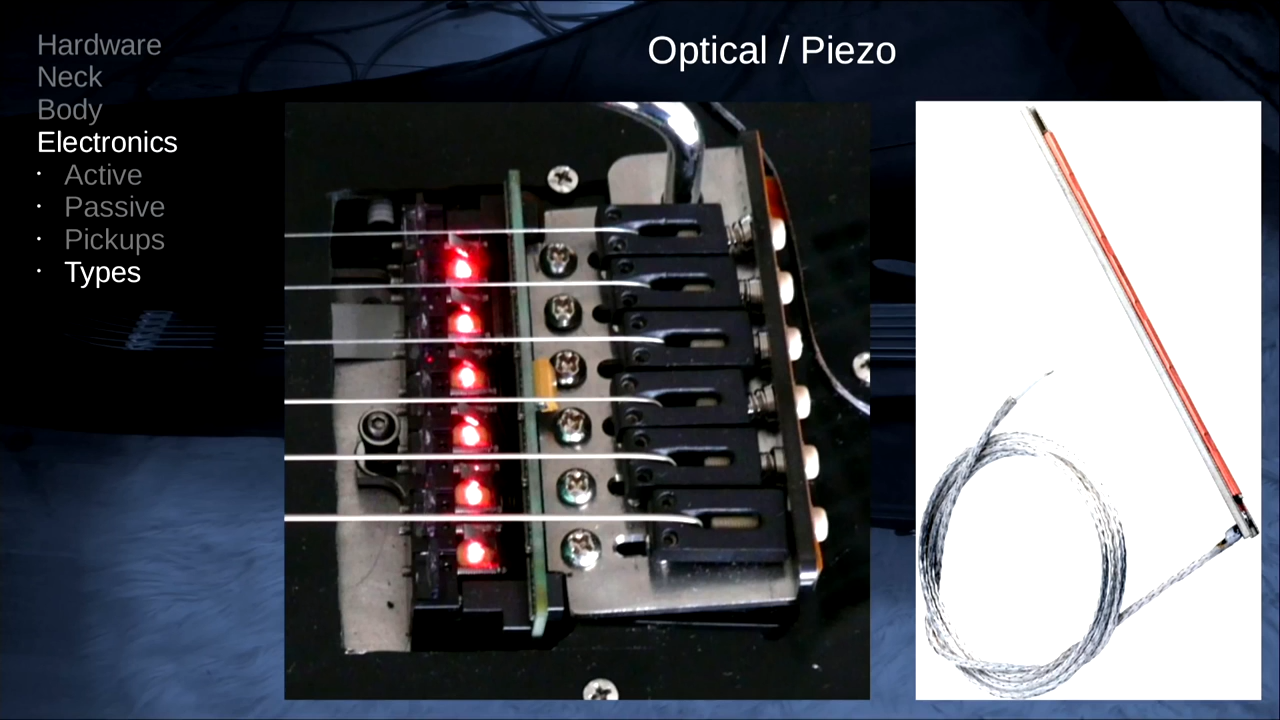 Hardware
Neck
Body
Electronics
· Active
· Passive
· Pickups
· Types
Optical / Piezo